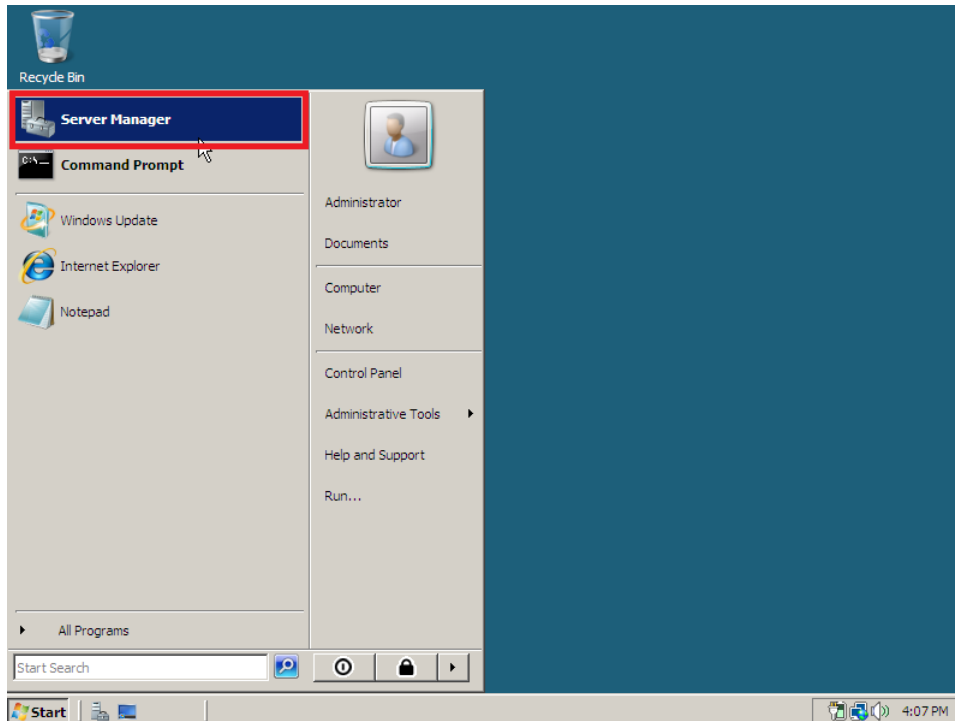 Recycle Bin
Server Manager
C:\_
Command Prompt
Windows Update
Internet Explorer
Notepad
All Programs
Start Search
Administrator
Documents
Computer
Network
Control Panel
Administrative Tools
Help and Support
Run...
Start
4:07 PM